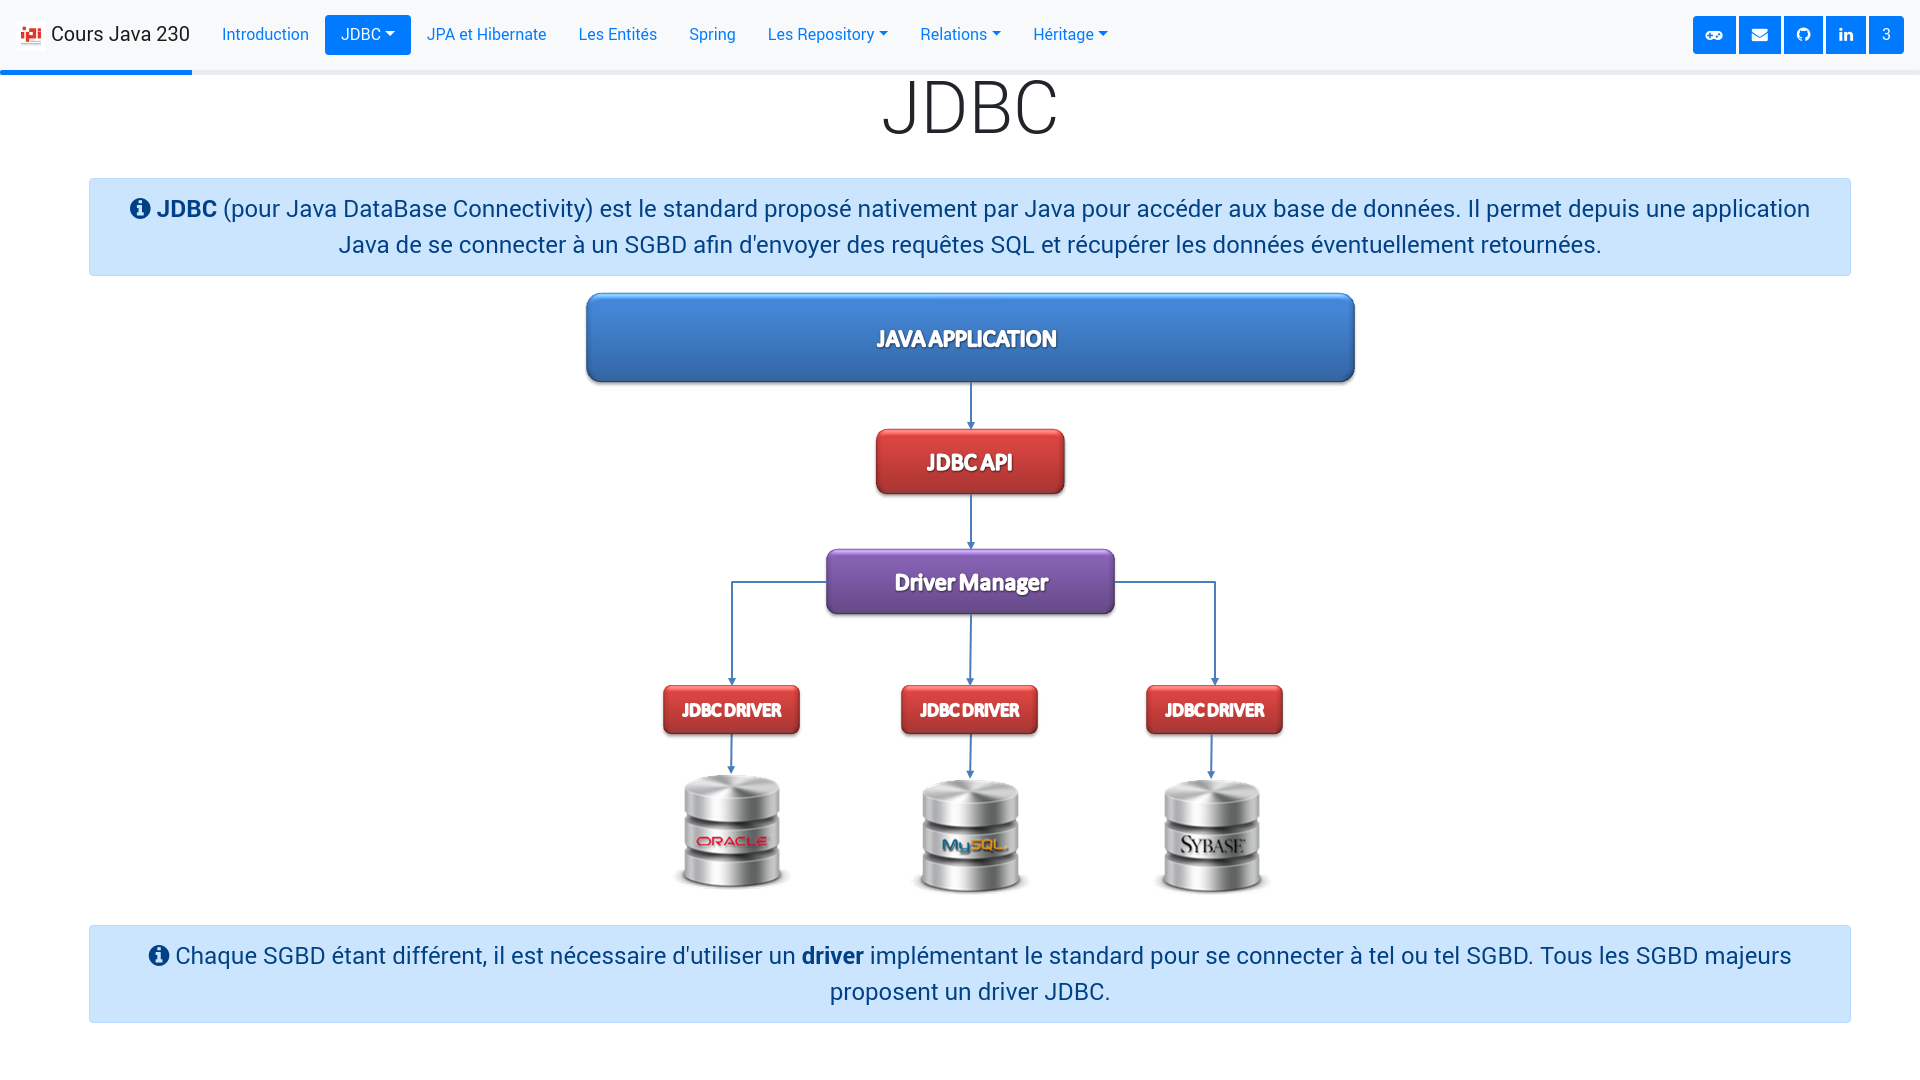 ipi Cours Java 230 Introduction JDBC JPA et Hibernate Les Entités Spring Les Repository Relations Héritage 3
JDBC
JDBC (pour Java DataBase Connectivity) est le standard proposé nativement par Java pour accéder aux base de données. Il permet depuis une application
Java de se connecter à un SGBD afin d'envoyer des requêtes SQL et récupérer les données éventuellement retournées.
JAVA APPLICATION
JDBC API
Driver Manager
JDBC DRIVER JDBC DRIVER JDBC DRIVER
ORACLE MySQL SYBASE
Chaque SGBD étant différent, il est nécessaire d'utiliser un driver implémentant le standard pour se connecter à tel ou tel SGBD. Tous les SGBD majeurs
proposent un driver JDBC.